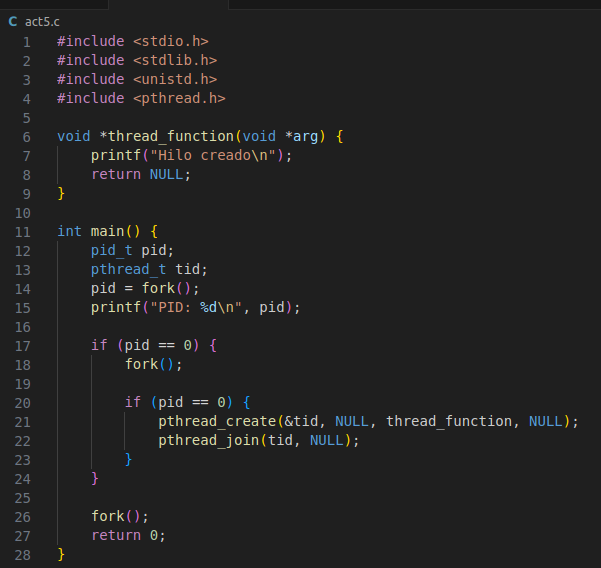 C act5.c
1 #include <stdio.h>
2 #include <stdlib.h>
3 #include <unistd.h>
4 #include <pthread.h>
5
6 void *thread_function(void *arg) {
7     printf("Hilo creado\n");
8     return NULL;
9 }
10
11 int main() {
12     pid_t pid;
13     pthread_t tid;
14     pid = fork();
15     printf("PID: %d\n", pid);
16
17     if (pid == 0) {
18         fork();
19
20         if (pid == 0) {
21             pthread_create(&tid, NULL, thread_function, NULL);
22             pthread_join(tid, NULL);
23         }
24     }
25
26     fork();
27     return 0;
28 }